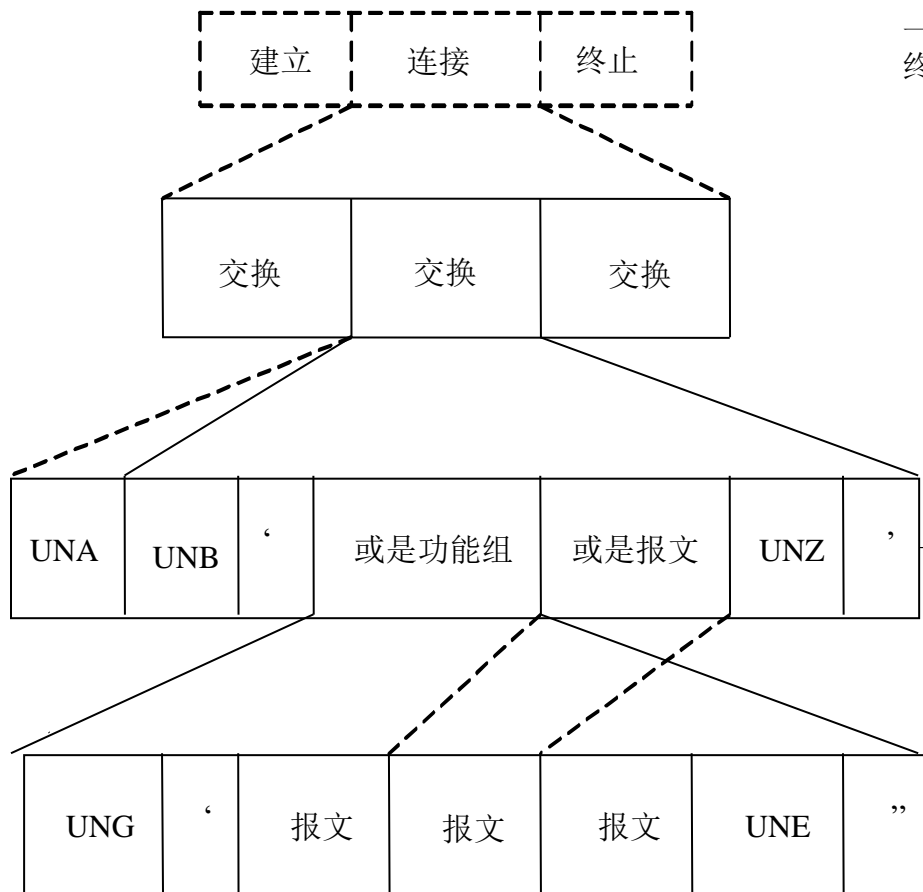 建立 连接 终止
终
交换 交换 交换
UNA UNB ‘ 或是功能组 或是报文 UNZ ’
UNG ‘ 报文 报文 报文 UNE ”